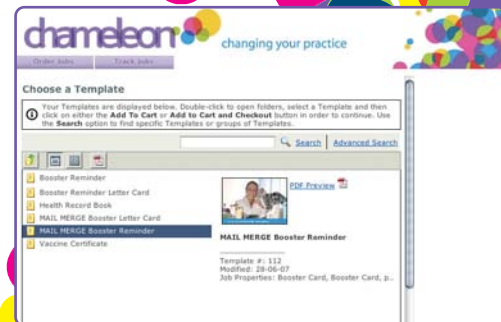 chameleon
changing your practice
Order Jobs Track Jobs
Choose a Template
Your Templates are displayed below. Double-click to open folders, select a Template and then
click on either the Add To Cart or Add to Cart and Checkout button in order to continue. Use
the Search option to find specific Templates or groups of Templates.
Search Advanced Search
Booster Reminder
Booster Reminder Letter Card
Health Record Book
MAIL MERGE Booster Letter Card
MAIL MERGE Booster Reminder
Vaccine Certificate
PDF Preview
MAIL MERGE Booster Reminder
Template #: 112
Modified: 28-06-07
Job Properties: Booster Card, Booster Card, p..